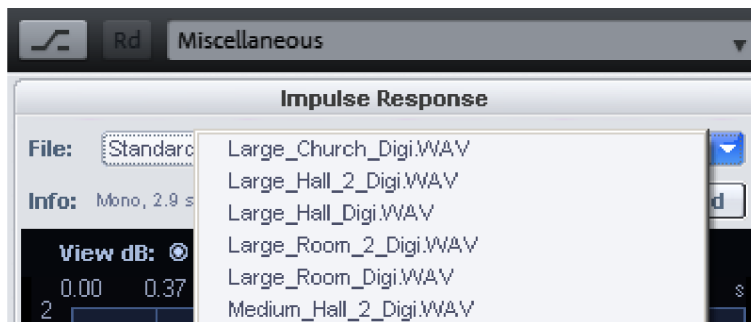 Rd Miscellaneous
Impulse Response
File: Standard
Large_Church_Digi.WAV
Large_Hall_2_Digi.WAV
Info: Mono, 2.9 s
d
Large_Hall_Digi.WAV
View dB:
Large_Room_2_Digi.WAV
0.00 0.37
Large_Room_Digi.WAV
s
2
Medium_Hall_2_Digi.WAV